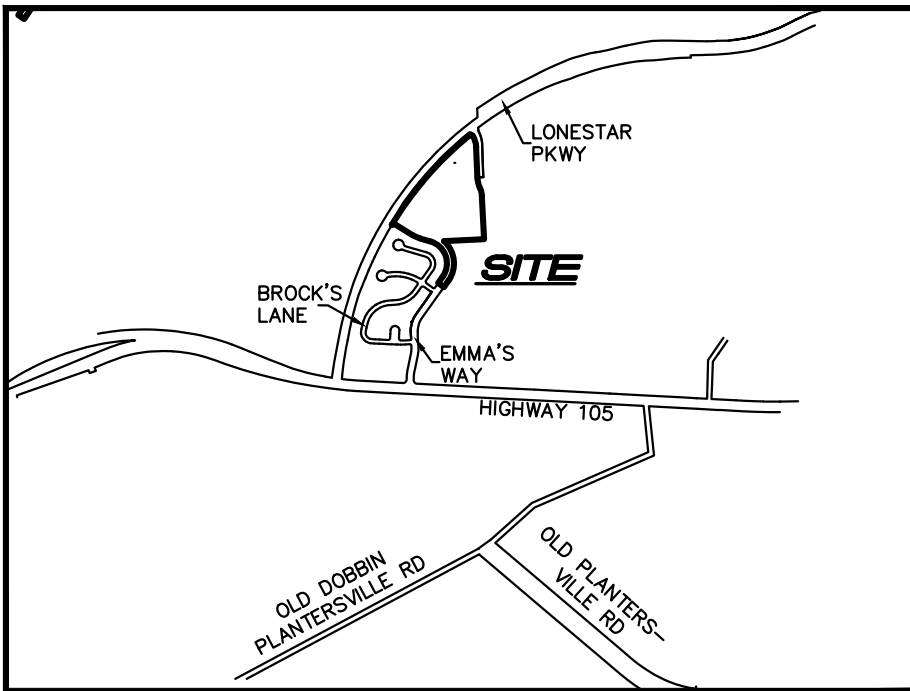 LONESTAR
PKWY
SITE
BROCK'S
LANE
EMMA'S
WAY
HIGHWAY 105
OLD DOBBIN
PLANTERSVILLE RD
OLD PLANTERS-
VILLE RD